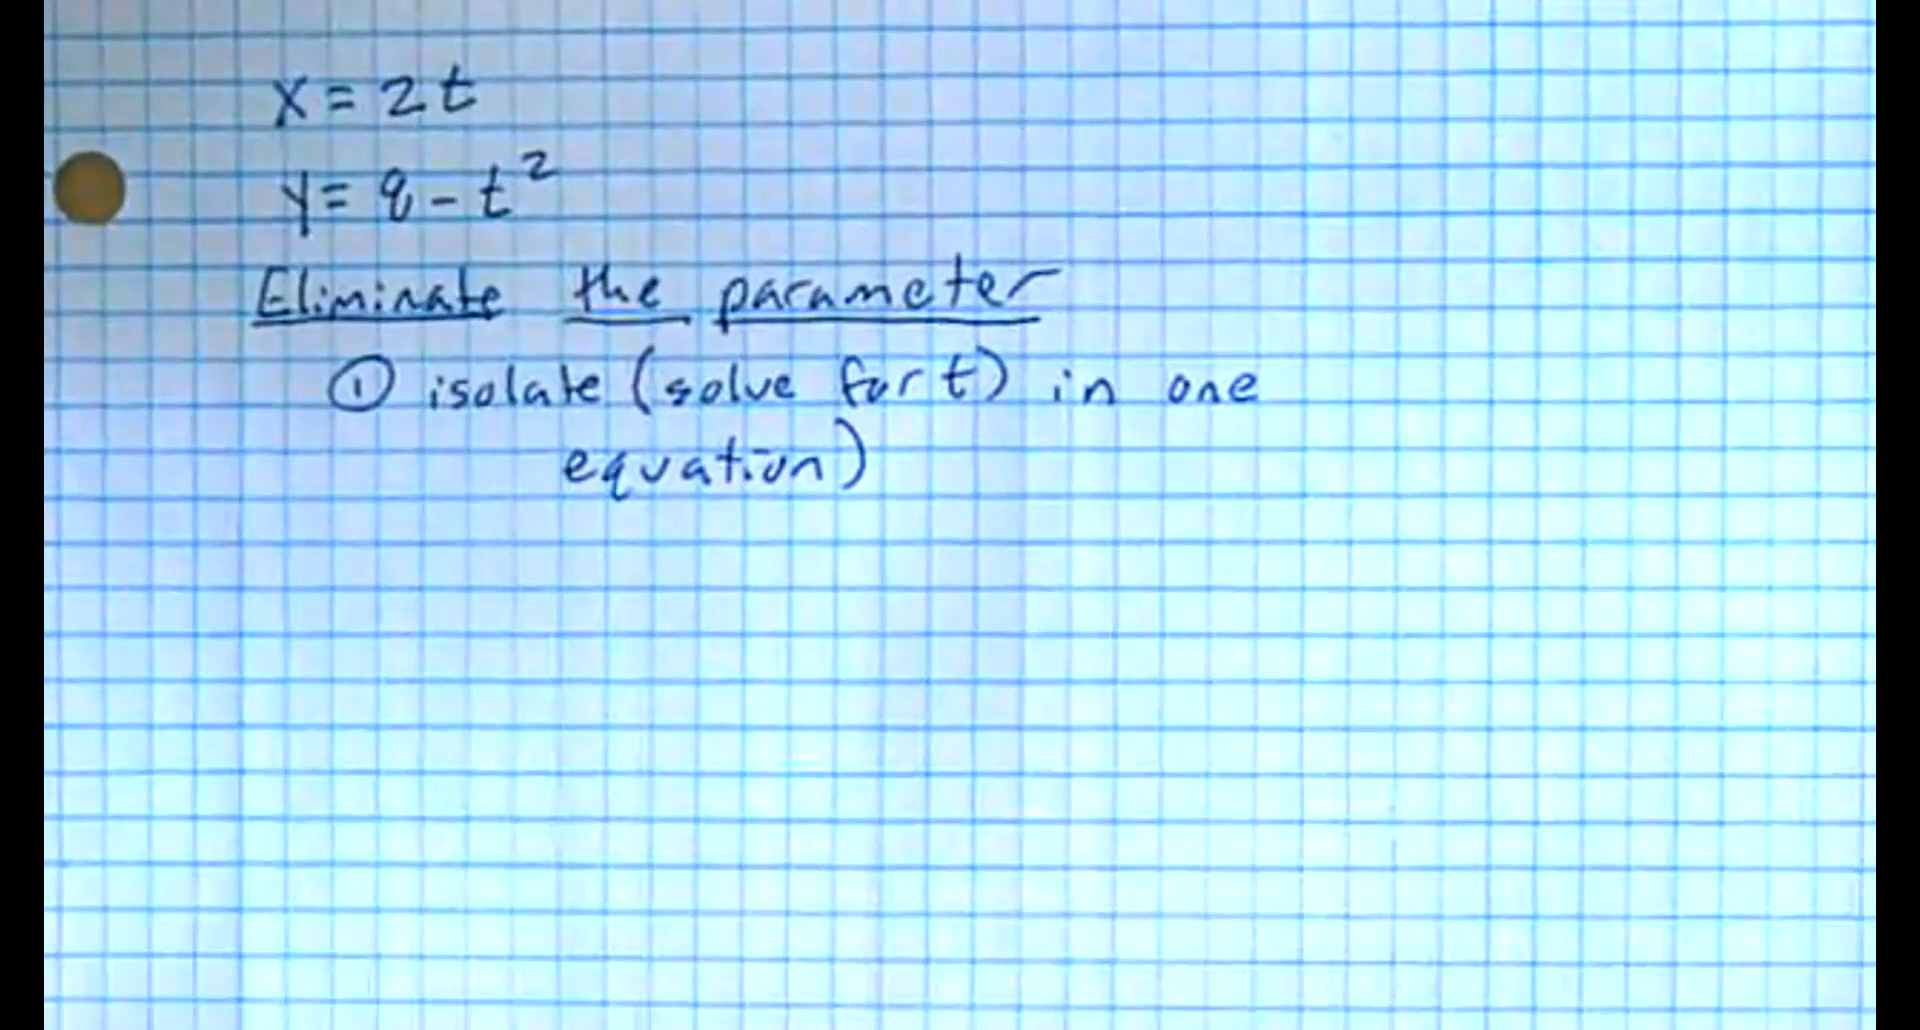 x = 2t
y = 8 - t²
Eliminate the parameter
① isolate (solve for t) in one
equation)